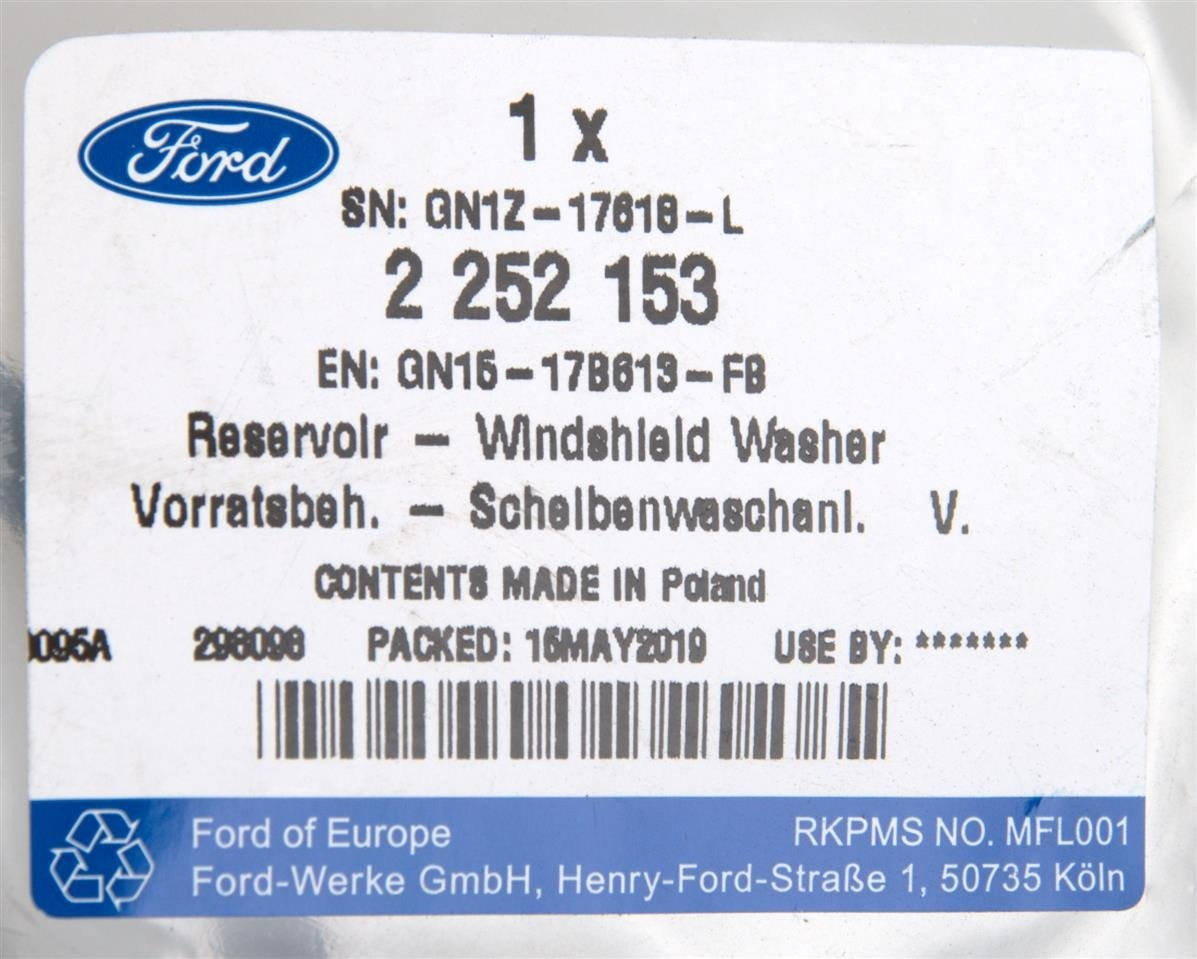 Ford
1 x
SN: GN1Z-17618-L
2 252 153
EN: GN15-17B613-FB
Reservoir - Windshield Washer
Vorratsbeh. - Scheibenwaschanl. V.
CONTENTS MADE IN Poland
0095A 296096 PACKED: 15MAY2019 USE BY: *******
Ford of Europe RKPMS NO. MFL001
Ford-Werke GmbH, Henry-Ford-Straße 1, 50735 Köln